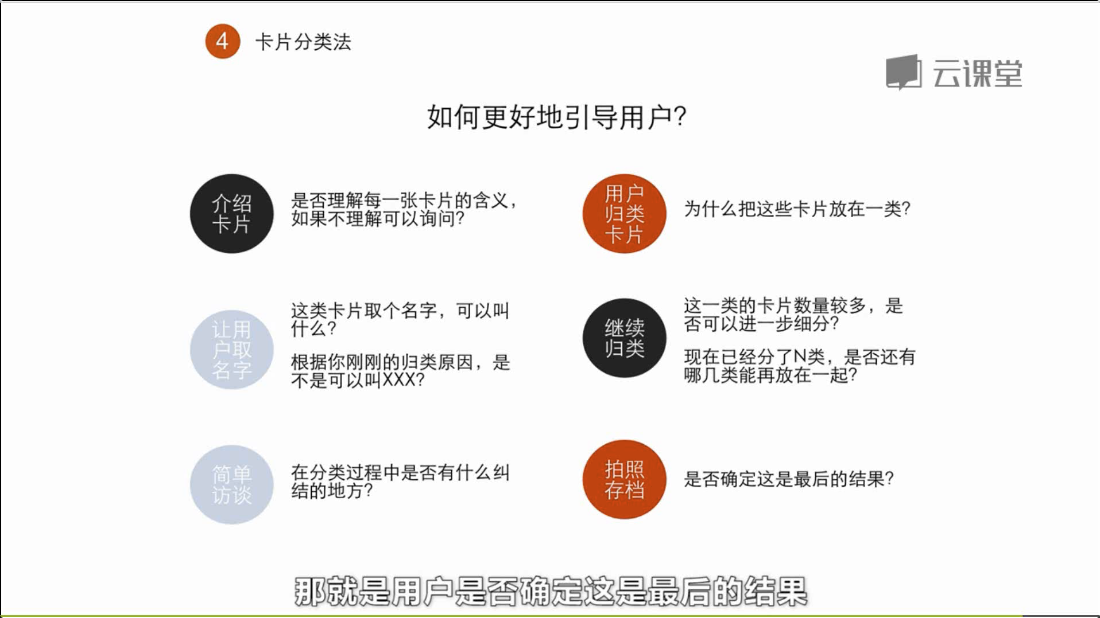 4 卡片分类法
云课堂
如何更好地引导用户?
介绍
卡片
是否理解每一张卡片的含义，
如果不理解可以询问?
用户
归类
卡片
为什么把这些卡片放在一类?
让用
户取
名字
这类卡片取个名字，可以叫
什么?
根据你刚刚的归类原因，是
不是可以叫XXX?
继续
归类
这一类的卡片数量较多，是
否可以进一步细分?
现在已经分了N类，是否还有
哪几类能再放在一起?
简单
访谈
在分类过程中是否有什么纠
结的地方?
拍照
存档
是否确定这是最后的结果?
那就是用户是否确定这是最后的结果